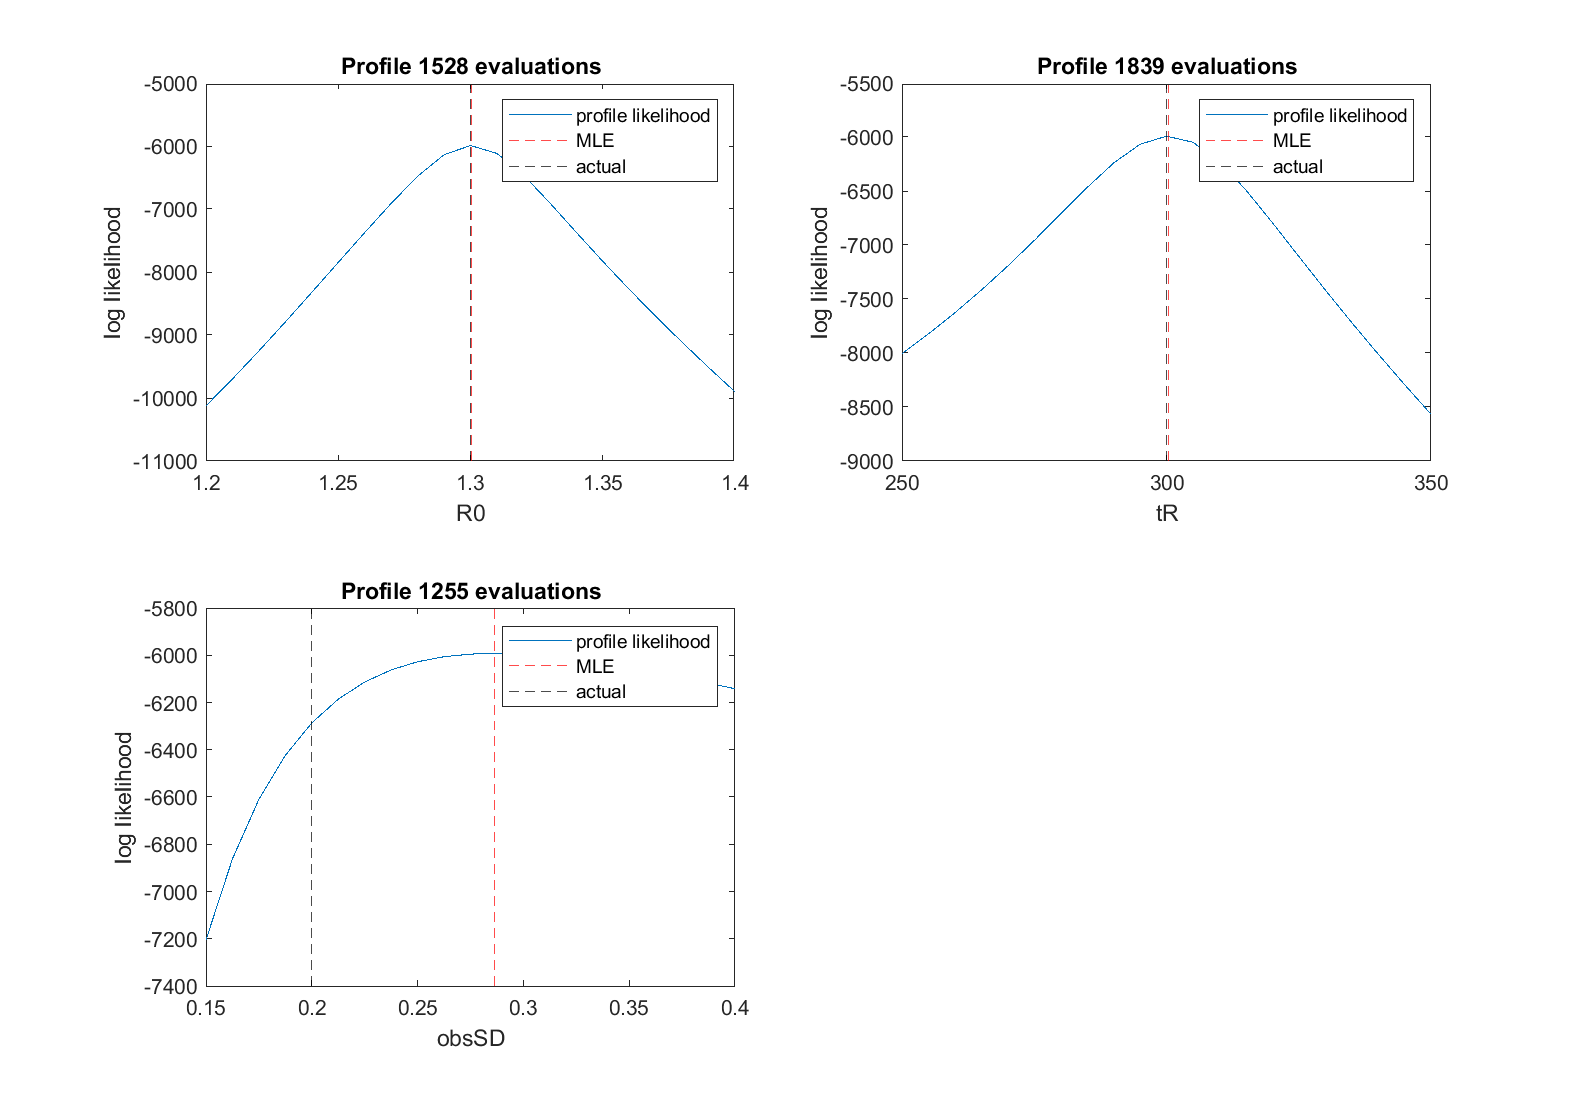 Profile 1528 evaluations
-5000
-6000
-7000
-8000
-9000
-10000
-11000
log likelihood
1.2 1.25 1.3 1.35 1.4
R0
profile likelihood
MLE
actual
Profile 1839 evaluations
-5500
-6000
-6500
-7000
-7500
-8000
-8500
-9000
log likelihood
250 300 350
tR
profile likelihood
MLE
actual
Profile 1255 evaluations
-5800
-6000
-6200
-6400
-6600
-6800
-7000
-7200
-7400
log likelihood
0.15 0.2 0.25 0.3 0.35 0.4
obsSD
profile likelihood
MLE
actual